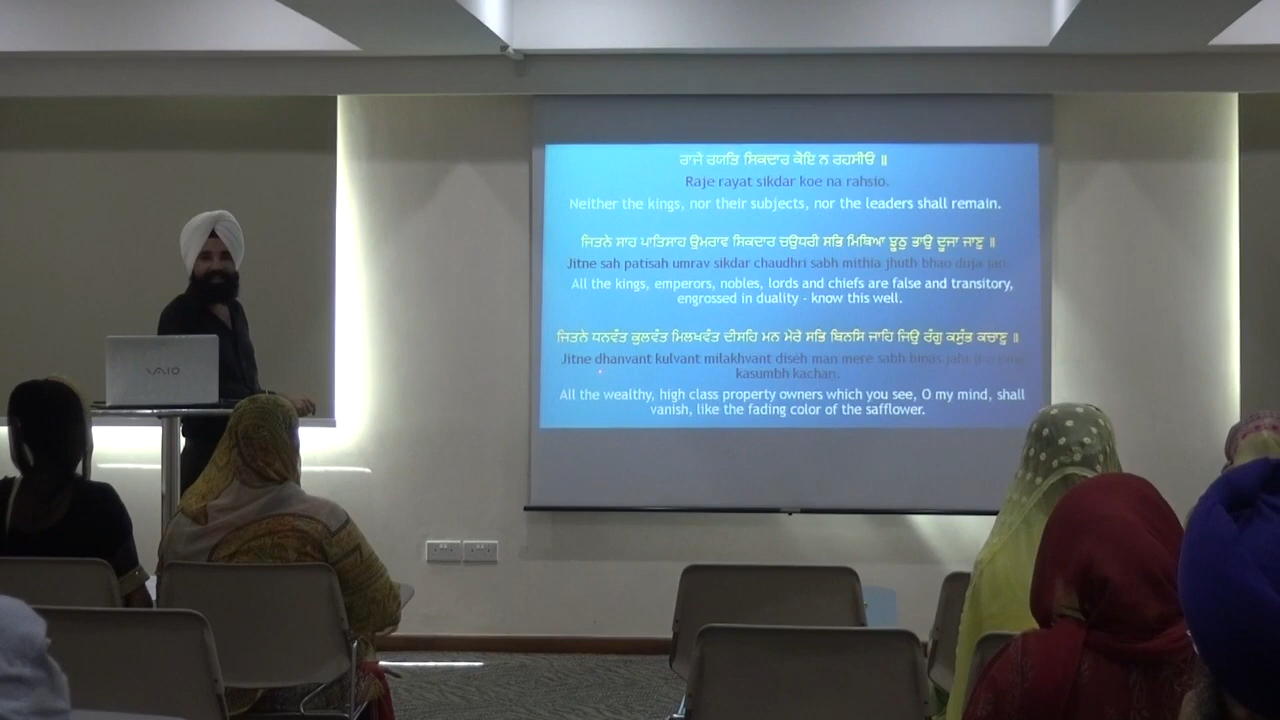 ਰਾਜੇ ਰਯਤਿ ਸਿਕਦਾਰ ਕੋਇ ਨ ਰਹਸੀਓ ॥
Raje rayat sikdar koe na rahsio.
Neither the kings, nor their subjects, nor the leaders shall remain.
ਜਿਤਨੇ ਸਾਹ ਪਾਤਿਸਾਹ ਉਮਰਾਵ ਸਿਕਦਾਰ ਚਉਧਰੀ ਸਭਿ ਮਿਥਿਆ ਝੂਠੁ ਭਾਉ ਦੂਜਾ ਜਾਣੁ ॥
Jitne sah patisah umrav sikdar chaudhri sabh mithia jhuth bhao duja jan.
All the kings, emperors, nobles, lords and chiefs are false and transitory,
engrossed in duality - know this well.
ਜਿਤਨੇ ਧਨਵੰਤ ਕੁਲਵੰਤ ਮਿਲਖਵੰਤ ਦੀਸਹਿ ਮਨ ਮੇਰੇ ਸਭਿ ਬਿਨਸਿ ਜਾਹਿ ਜਿਉ ਰੰਗੁ ਕਸੁੰਭ ਕਚਾਣੁ ॥
Jitne dhanvant kulvant milakhvant diseh man mere sabh binas jahi jio rang
kasumbh kachan.
All the wealthy, high class property owners which you see, O my mind, shall
vanish, like the fading color of the safflower.
VAIO